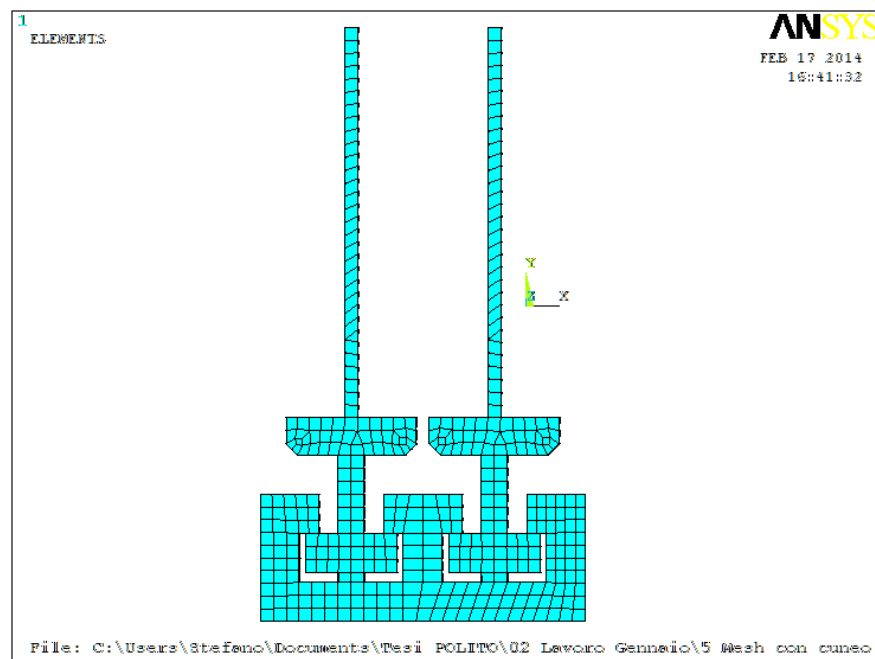 1
ELEMENTS
ANSYS
FEB 17 2014
16:41:32
Y
Z X
File: C:\Users\Stefano\Documents\Tesi POLITO\02 Lavoro Gennaio\5 Mesh con cuneo